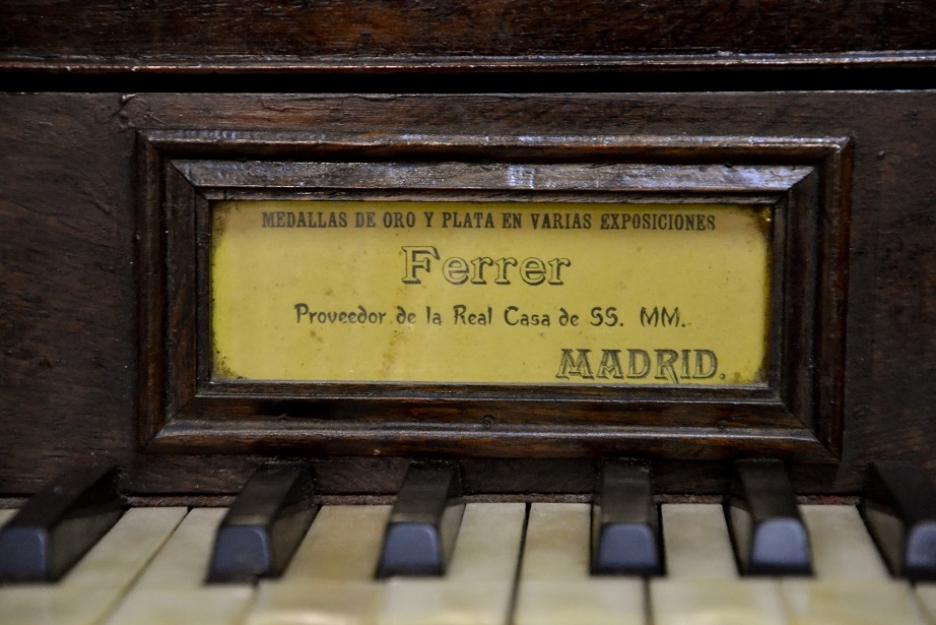 MEDALLAS DE ORO Y PLATA EN VARIAS EXPOSICIONES
Ferrer
Proveedor de la Real Casa de SS. MM.
MADRID.